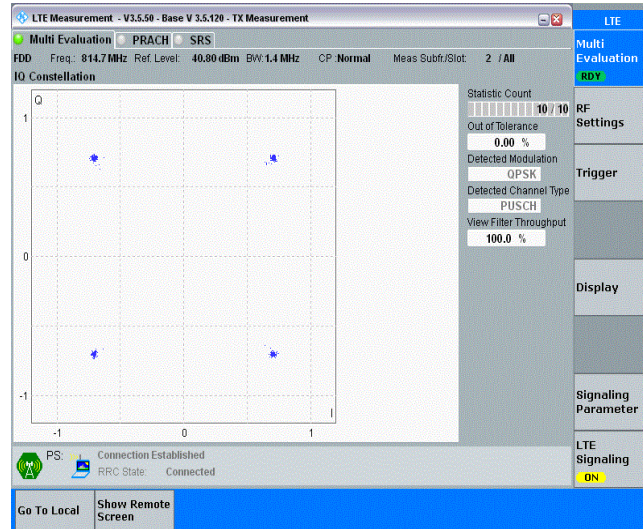 LTE Measurement - V3.5.50 - Base V 3.5.120 - TX Measurement
LTE
Multi Evaluation PRACH SRS
FDD Freq.: 814.7 MHz Ref. Level: 40.80 dBm BW: 1.4 MHz CP :Normal Meas Subfr./Slot: 2 / All
IQ Constellation
Q
1
0
-1
-1 0 1
I
Statistic Count
10 / 10
Out of Tolerance
0.00 %
Detected Modulation
QPSK
Detected Channel Type
PUSCH
View Filter Throughput
100.0 %
Multi
Evaluation
RDY
RF
Settings
Trigger
Display
Signaling
Parameter
LTE
Signaling
ON
PS: Connection Established
RRC State: Connected
Go To Local
Show Remote
Screen